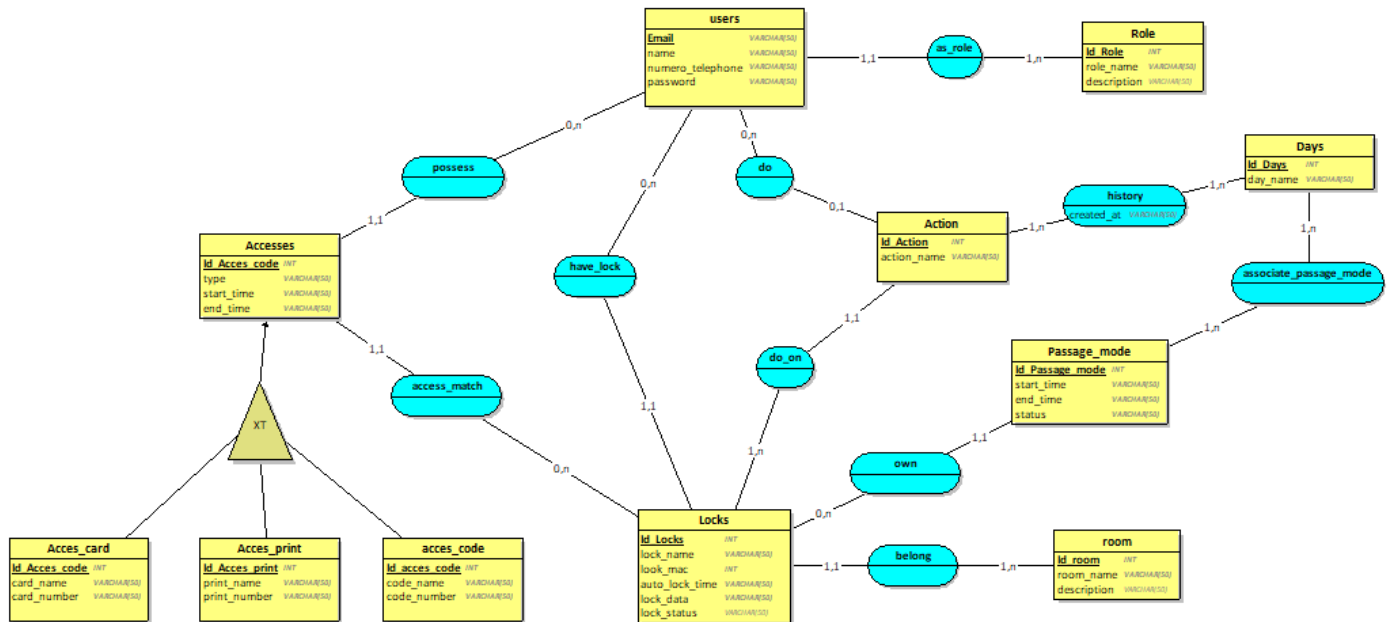 users
Email VARCHAR(50)
name VARCHAR(50)
numero_telephone VARCHAR(50)
password VARCHAR(50)
1,1
as_role
1,n
Role
Id_Role INT
role_name VARCHAR(50)
description VARCHAR(50)
0,n
possess
1,1
0,n
have_lock
1,1
0,n
do
0,1
Action
Id_Action INT
action_name VARCHAR(50)
1,n
history
created_at VARCHAR(50)
1,n
Days
Id_Days INT
day_name VARCHAR(50)
1,n
associate_passage_mode
1,n
Accesses
Id_Acces_code INT
type VARCHAR(50)
start_time VARCHAR(50)
end_time VARCHAR(50)
1,1
access_match
0,n
1,1
do_on
1,n
Passage_mode
Id_Passage_mode INT
start_time VARCHAR(50)
end_time VARCHAR(50)
status VARCHAR(50)
1,1
own
0,n
XT
Acces_card
Id_Acces_code INT
card_name VARCHAR(50)
card_number VARCHAR(50)
Acces_print
Id_Acces_print INT
print_name VARCHAR(50)
print_number VARCHAR(50)
acces_code
Id_acces_code INT
code_name VARCHAR(50)
code_number VARCHAR(50)
Locks
Id_Locks INT
lock_name VARCHAR(50)
look_mac INT
auto_lock_time VARCHAR(50)
lock_data VARCHAR(50)
lock_status VARCHAR(50)
1,1
belong
1,n
room
Id_room INT
room_name VARCHAR(50)
description VARCHAR(50)